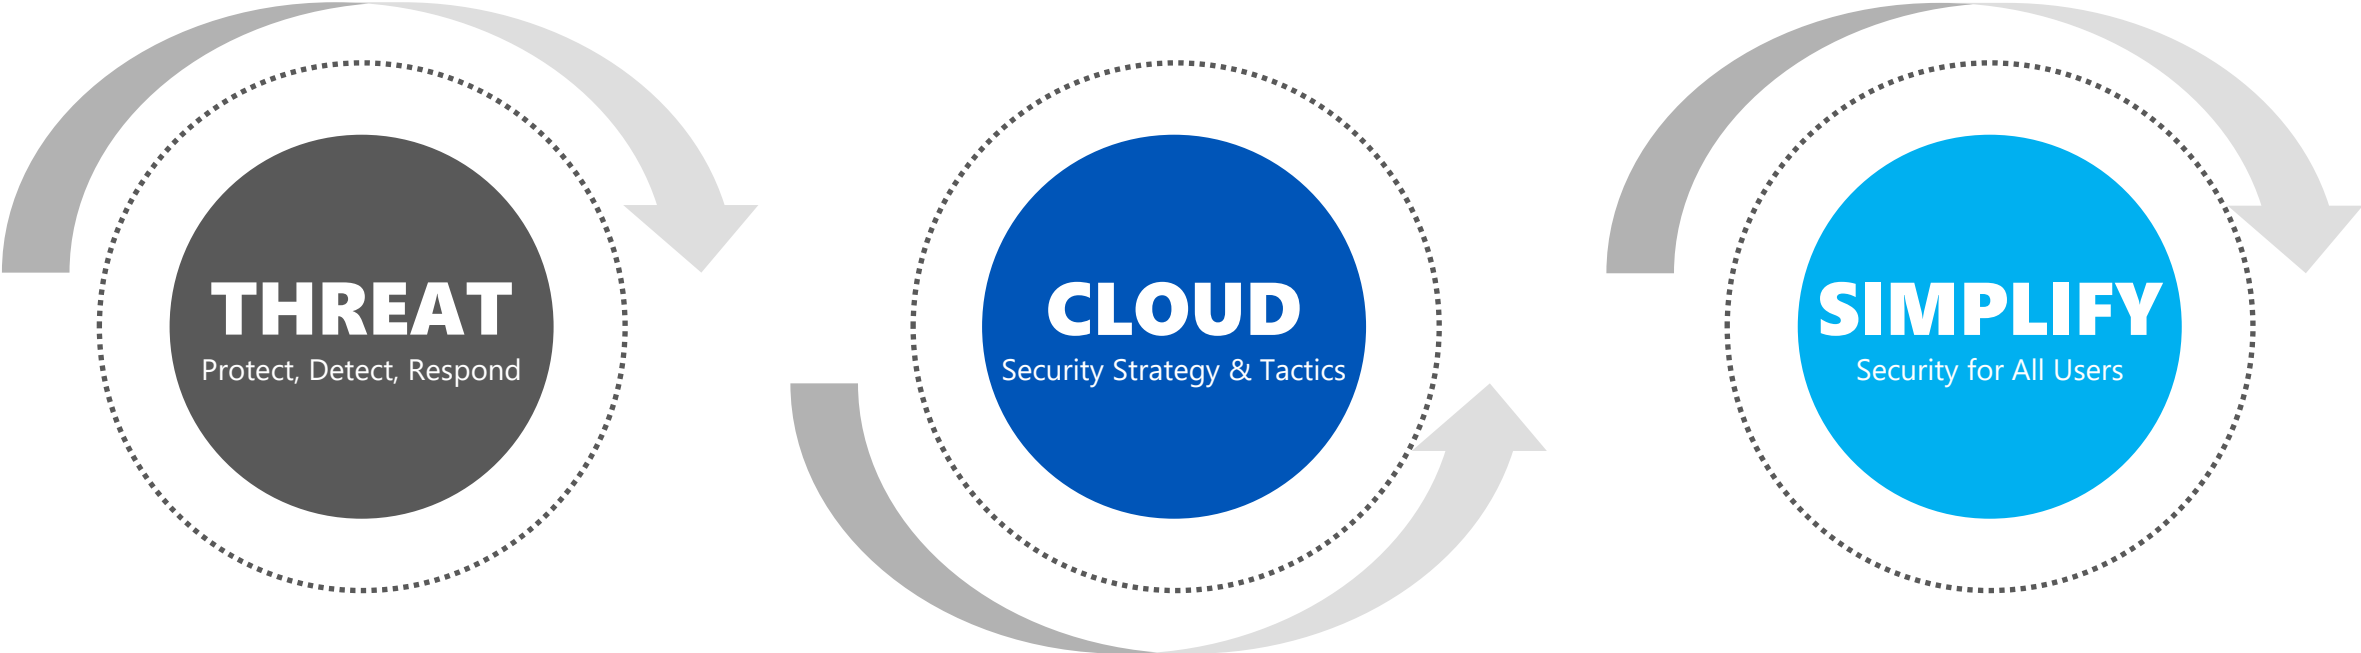 THREAT
Protect, Detect, Respond
CLOUD
Security Strategy & Tactics
SIMPLIFY
Security for All Users